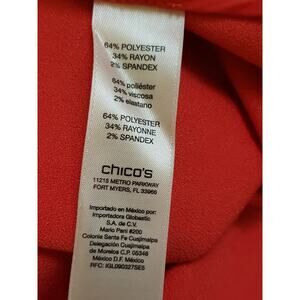 64% POLYESTER
34% RAYON
2% SPANDEX
64% poliéster
34% viscosa
2% elastano
64% POLYESTER
34% RAYONNE
2% SPANDEX
chico's
11215 METRO PARKWAY
FORT MYERS, FL 33966
Importado en México por:
Importadora Globastic
S.A. de C.V.
Mario Pani #200
Colonia Santa Fe Cuajimalpa
Delegación Cuajimalpa
de Morelos C.P. 05348
México D.F. México
RFC: IGL090327SE5